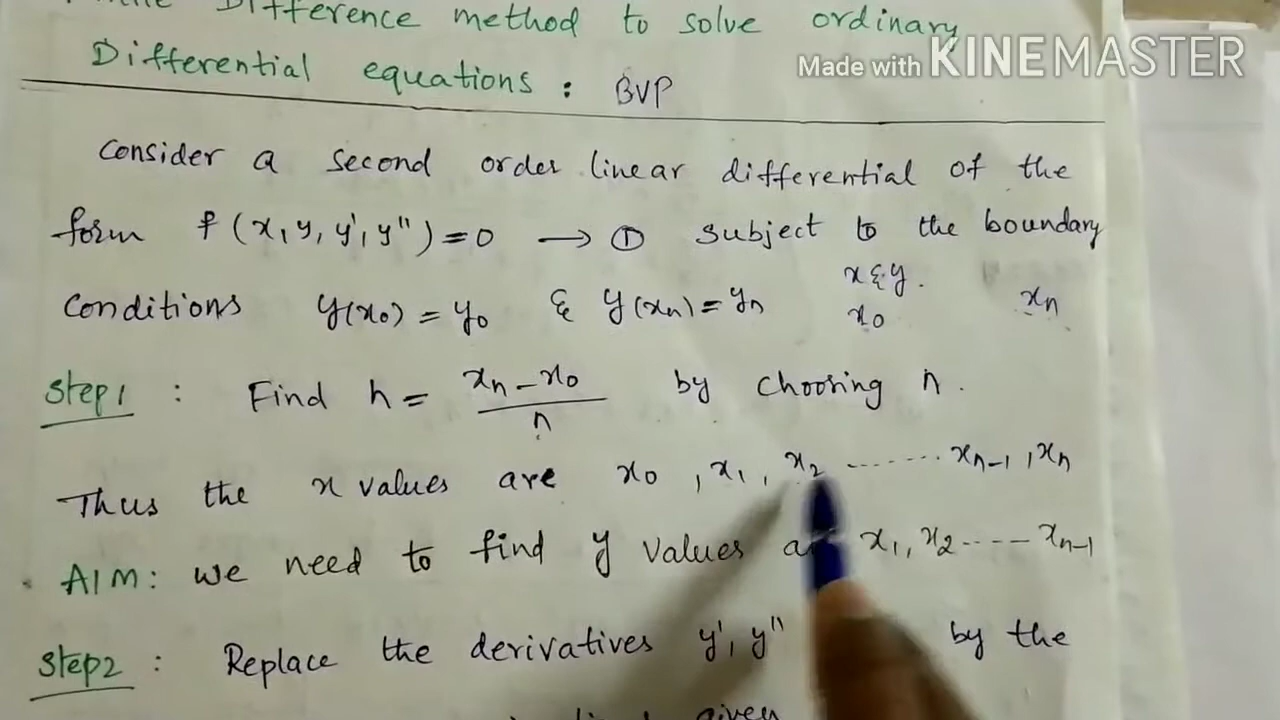 Difference method to solve ordinary
Made with KINEMASTER
Differential equations : BVP
Consider a second order linear differential of the
form f(x, y, y', y'') = 0 → ① subject to the boundary
x & y.
conditions y(x₀) = y₀ & y(xₙ) = yₙ x₀ xₙ
Step1 : Find h = (xₙ - x₀)/n by choosing n.
Thus the x values are x₀, x₁, x₂ ....... xₙ₋₁, xₙ
AIM: we need to find y values x₁, x₂ ---- xₙ₋₁
Step2 : Replace the derivatives y', y'' by the
given